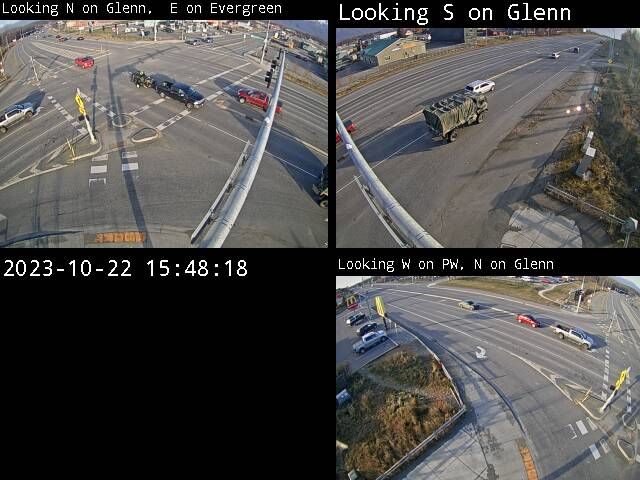 Looking N on Glenn,  E on Evergreen
Looking S on Glenn
2023-10-22 15:48:18
Looking W on PW, N on Glenn